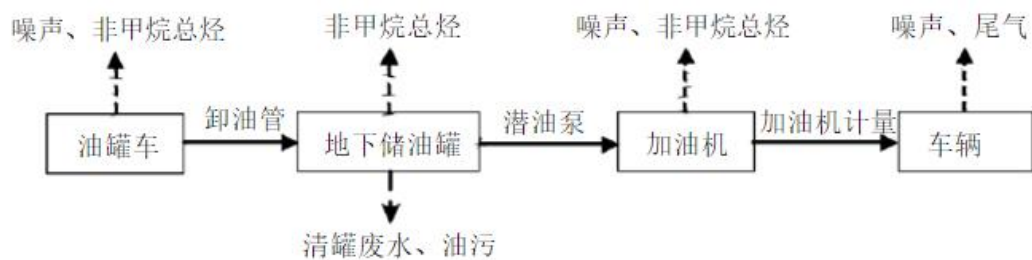 噪声、非甲烷总烃
非甲烷总烃
噪声、非甲烷总烃
噪声、尾气
油罐车
卸油管
地下储油罐
潜油泵
加油机
加油机计量
车辆
清罐废水、油污